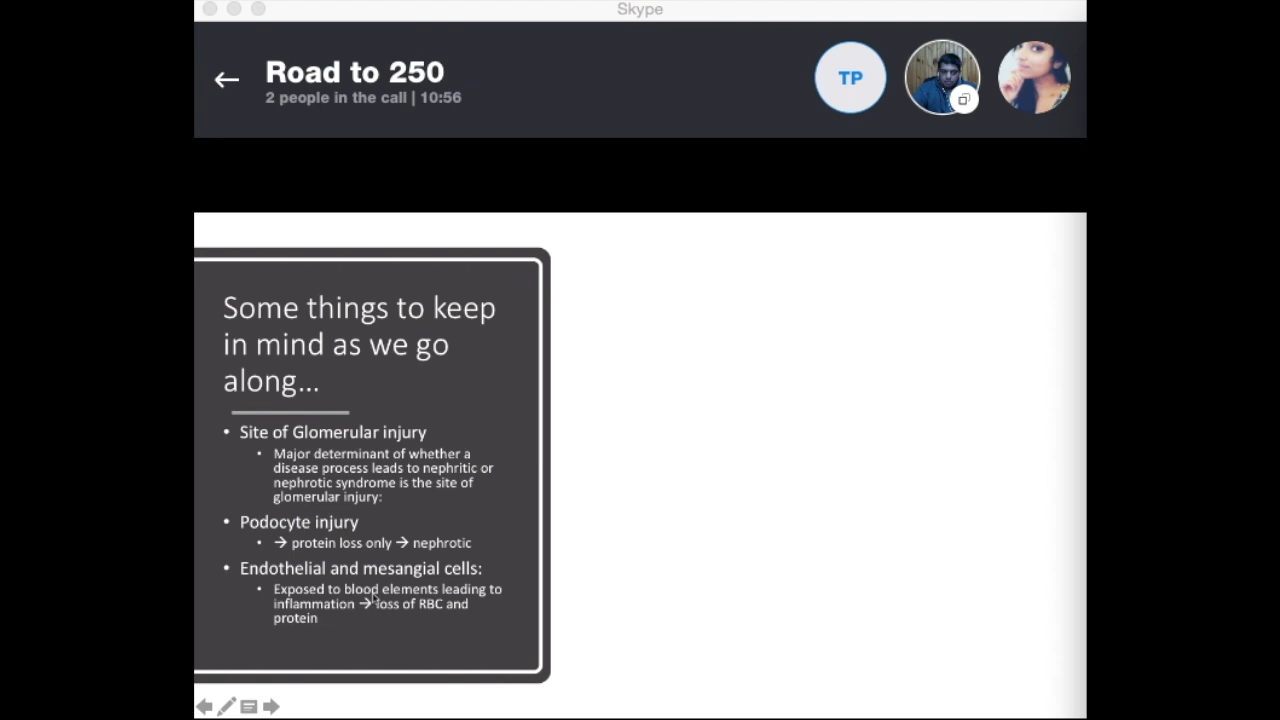 Skype
Road to 250
2 people in the call | 10:56
TP
Some things to keep
in mind as we go
along...
• Site of Glomerular injury
• Major determinant of whether a
disease process leads to nephritic or
nephrotic syndrome is the site of
glomerular injury:
• Podocyte injury
• → protein loss only → nephrotic
• Endothelial and mesangial cells:
• Exposed to blood elements leading to
inflammation → loss of RBC and
protein